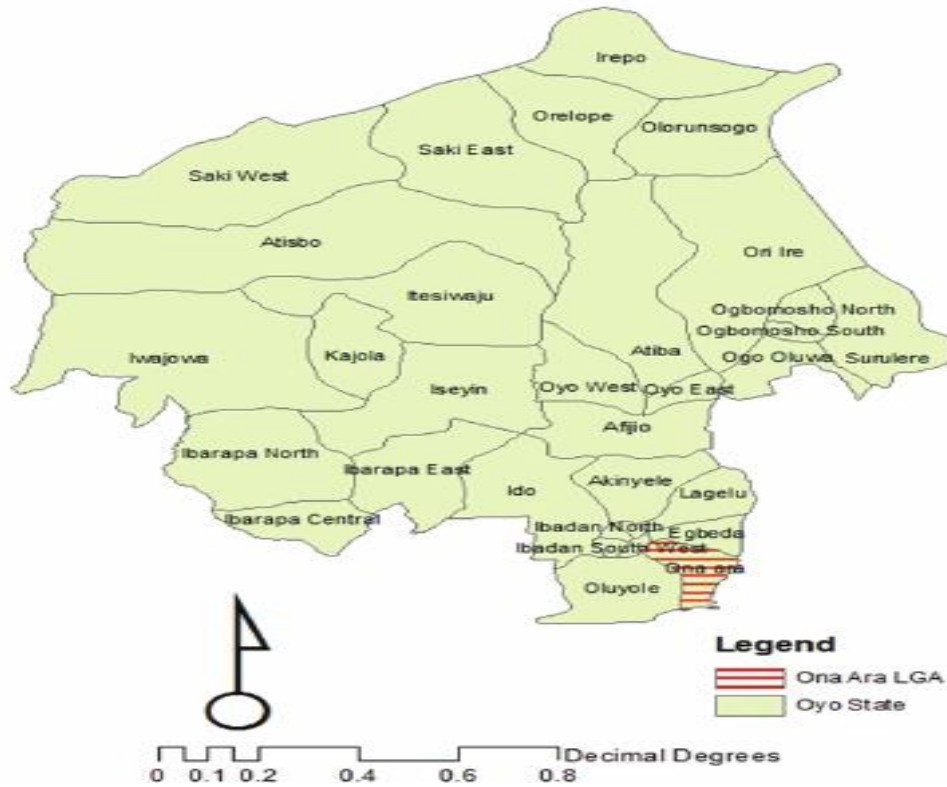 Irepo
Orelope
Olorunsogo
Saki East
Saki West
Atisbo
Ori Ire
Itesiwaju
Ogbomosho North
Ogbomosho South
Iwajowa
Kajola
Atiba
Ogo Oluwa
Surulere
Iseyin
Oyo West
Oyo East
Afijio
Ibarapa North
Ibarapa East
Akinyele
Ido
Lagelu
Ibarapa Central
Ibadan North
Egbeda
Ibadan South West
Ona ara
Oluyole
Legend
Ona Ara LGA
Oyo State
Decimal Degrees
0 0.1 0.2 0.4 0.6 0.8